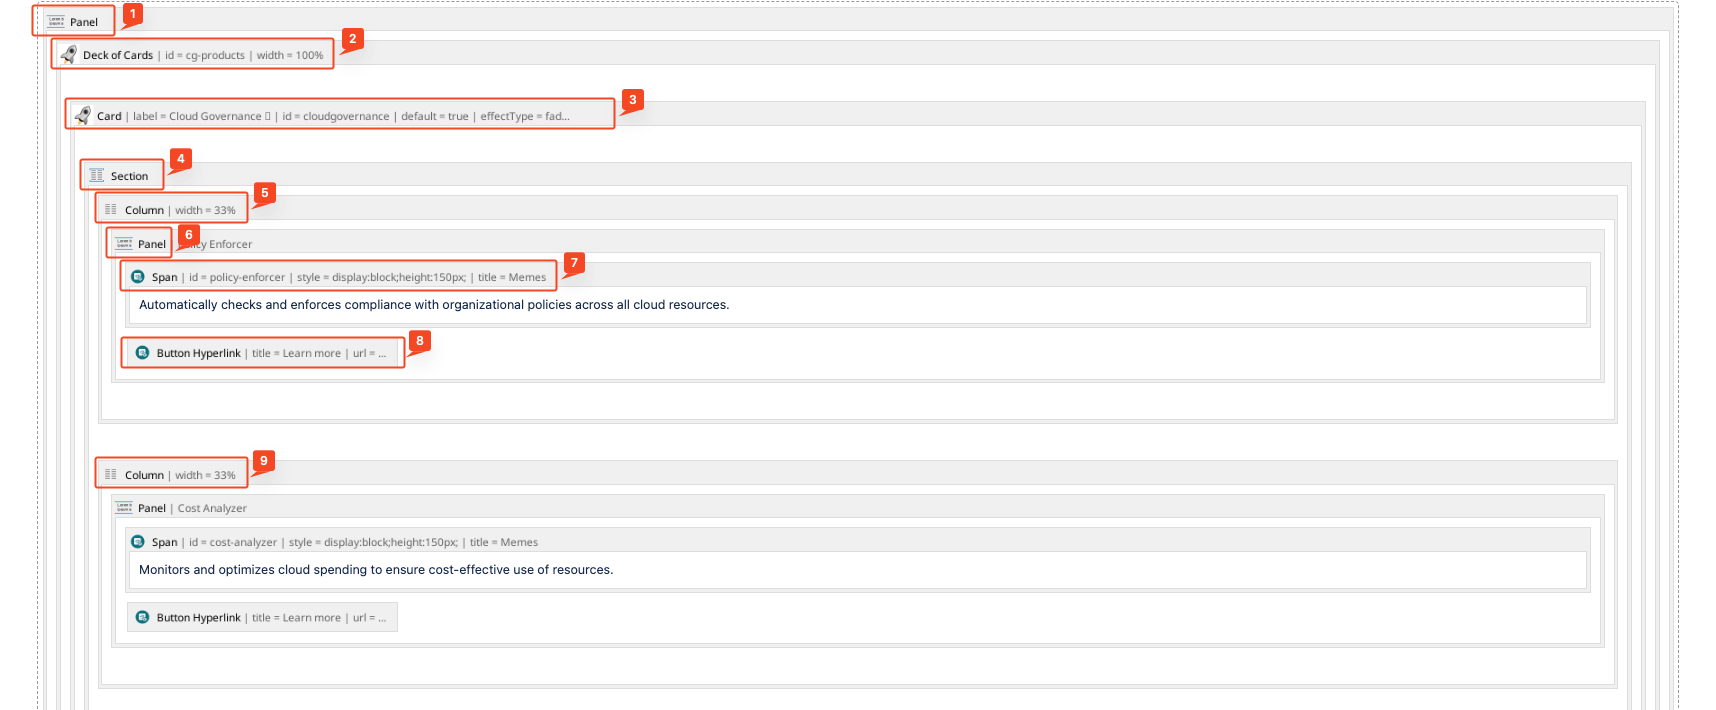 Panel
1
Deck of Cards | id = cg-products | width = 100%
2
Card | label = Cloud Governance ▯ | id = cloudgovernance | default = true | effectType = fad...
3
Section
4
Column | width = 33%
5
Panel
6
Enforcer
Span | id = policy-enforcer | style = display:block;height:150px; | title = Memes
7
Automatically checks and enforces compliance with organizational policies across all cloud resources.
Button Hyperlink | title = Learn more | url = ...
8
Column | width = 33%
9
Panel | Cost Analyzer
Span | id = cost-analyzer | style = display:block;height:150px; | title = Memes
Monitors and optimizes cloud spending to ensure cost-effective use of resources.
Button Hyperlink | title = Learn more | url = ...